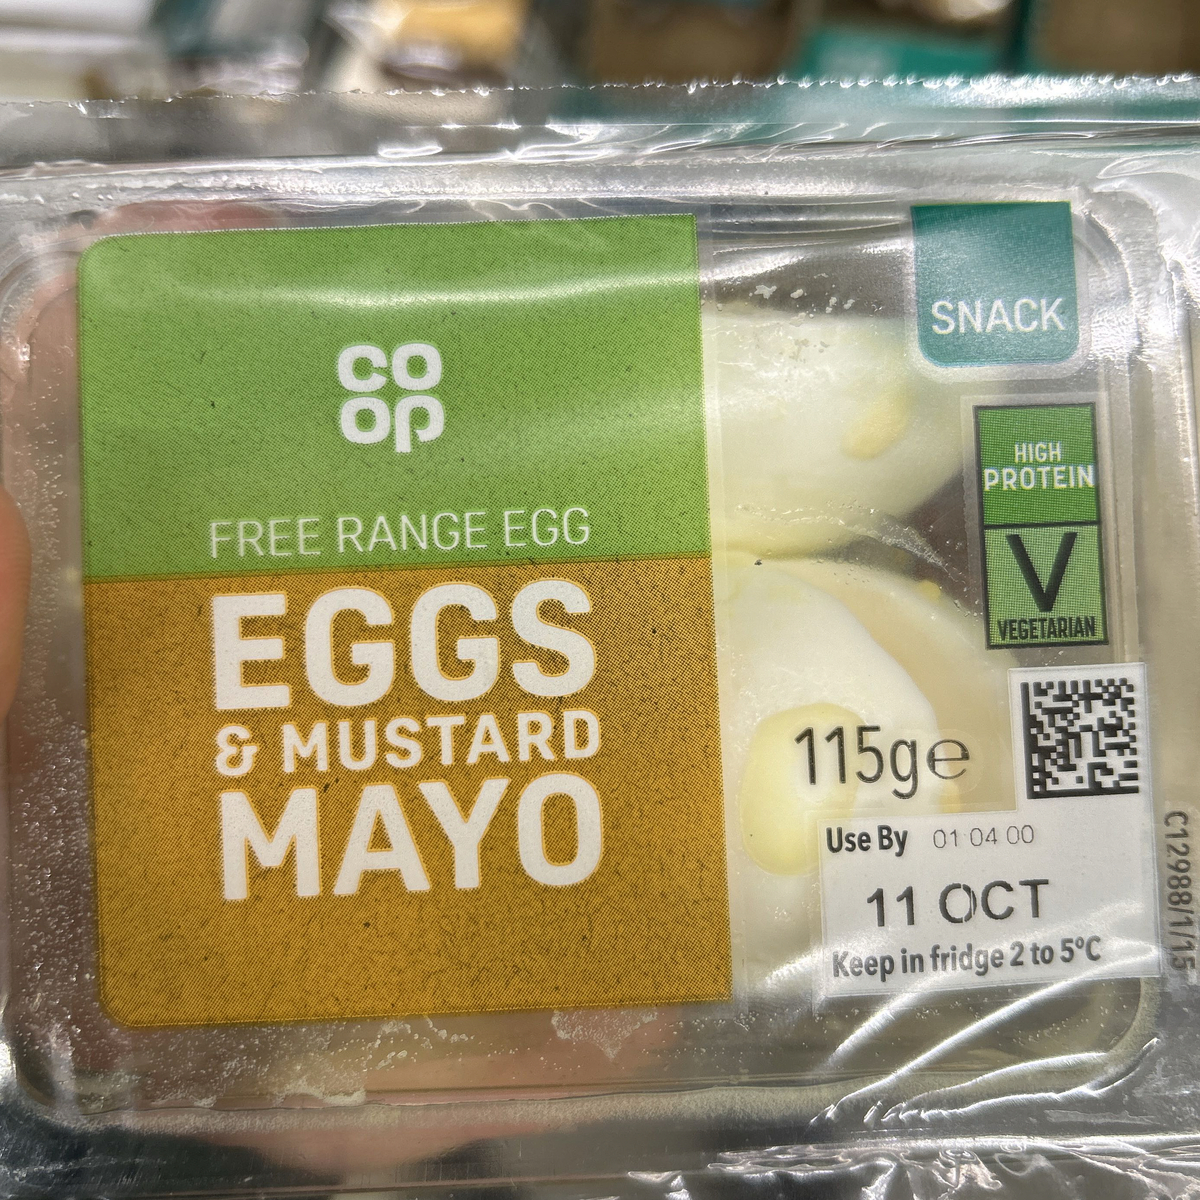 co
op
FREE RANGE EGG
EGGS
& MUSTARD
MAYO
SNACK
HIGH
PROTEIN
V
VEGETARIAN
115g℮
Use By 01 04 00
11 OCT
Keep in fridge 2 to 5°C
C12988/1/15